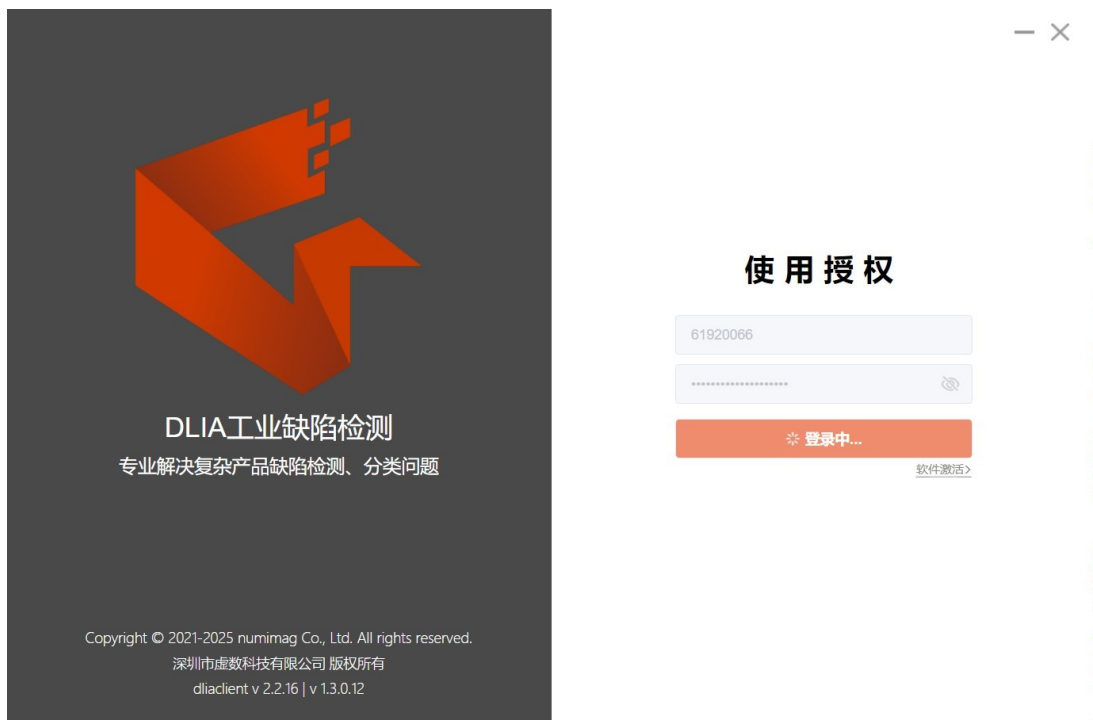 DLIA工业缺陷检测
专业解决复杂产品缺陷检测、分类问题
Copyright © 2021-2025 numimag Co., Ltd. All rights reserved.
深圳市虚数科技有限公司 版权所有
dliaclient v 2.2.16 | v 1.3.0.12
使用授权
61920066
••••••••••••••••••••
登录中...
软件激活>